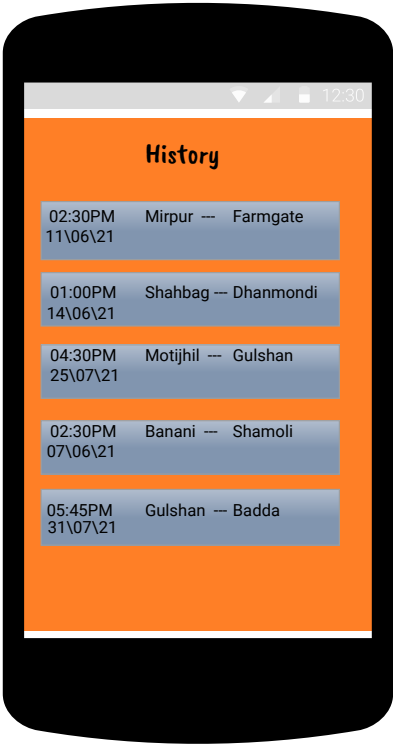 12:30
History
02:30PM Mirpur --- Farmgate
11\06\21
01:00PM Shahbag --- Dhanmondi
14\06\21
04:30PM Motijhil --- Gulshan
25\07\21
02:30PM Banani --- Shamoli
07\06\21
05:45PM Gulshan --- Badda
31\07\21